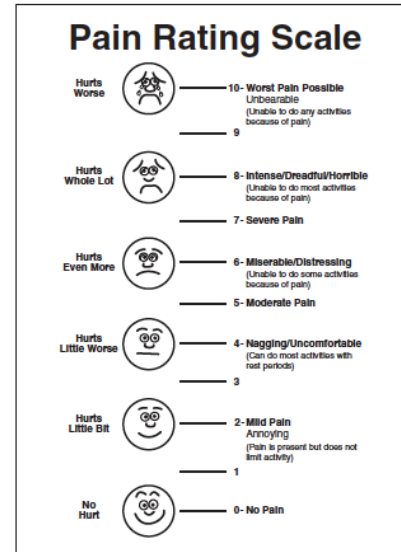 Pain Rating Scale
Hurts
Worse
10- Worst Pain Possible
Unbearable
(Unable to do any activities
because of pain)
9
Hurts
Whole Lot
8- Intense/Dreadful/Horrible
(Unable to do most activities
because of pain)
7- Severe Pain
Hurts
Even More
6- Miserable/Distressing
(Unable to do some activities
because of pain)
5- Moderate Pain
Hurts
Little Worse
4- Nagging/Uncomfortable
(Can do most activities with
rest periods)
3
Hurts
Little Bit
2- Mild Pain
Annoying
(Pain is present but does not
limit activity)
1
No
Hurt
0- No Pain